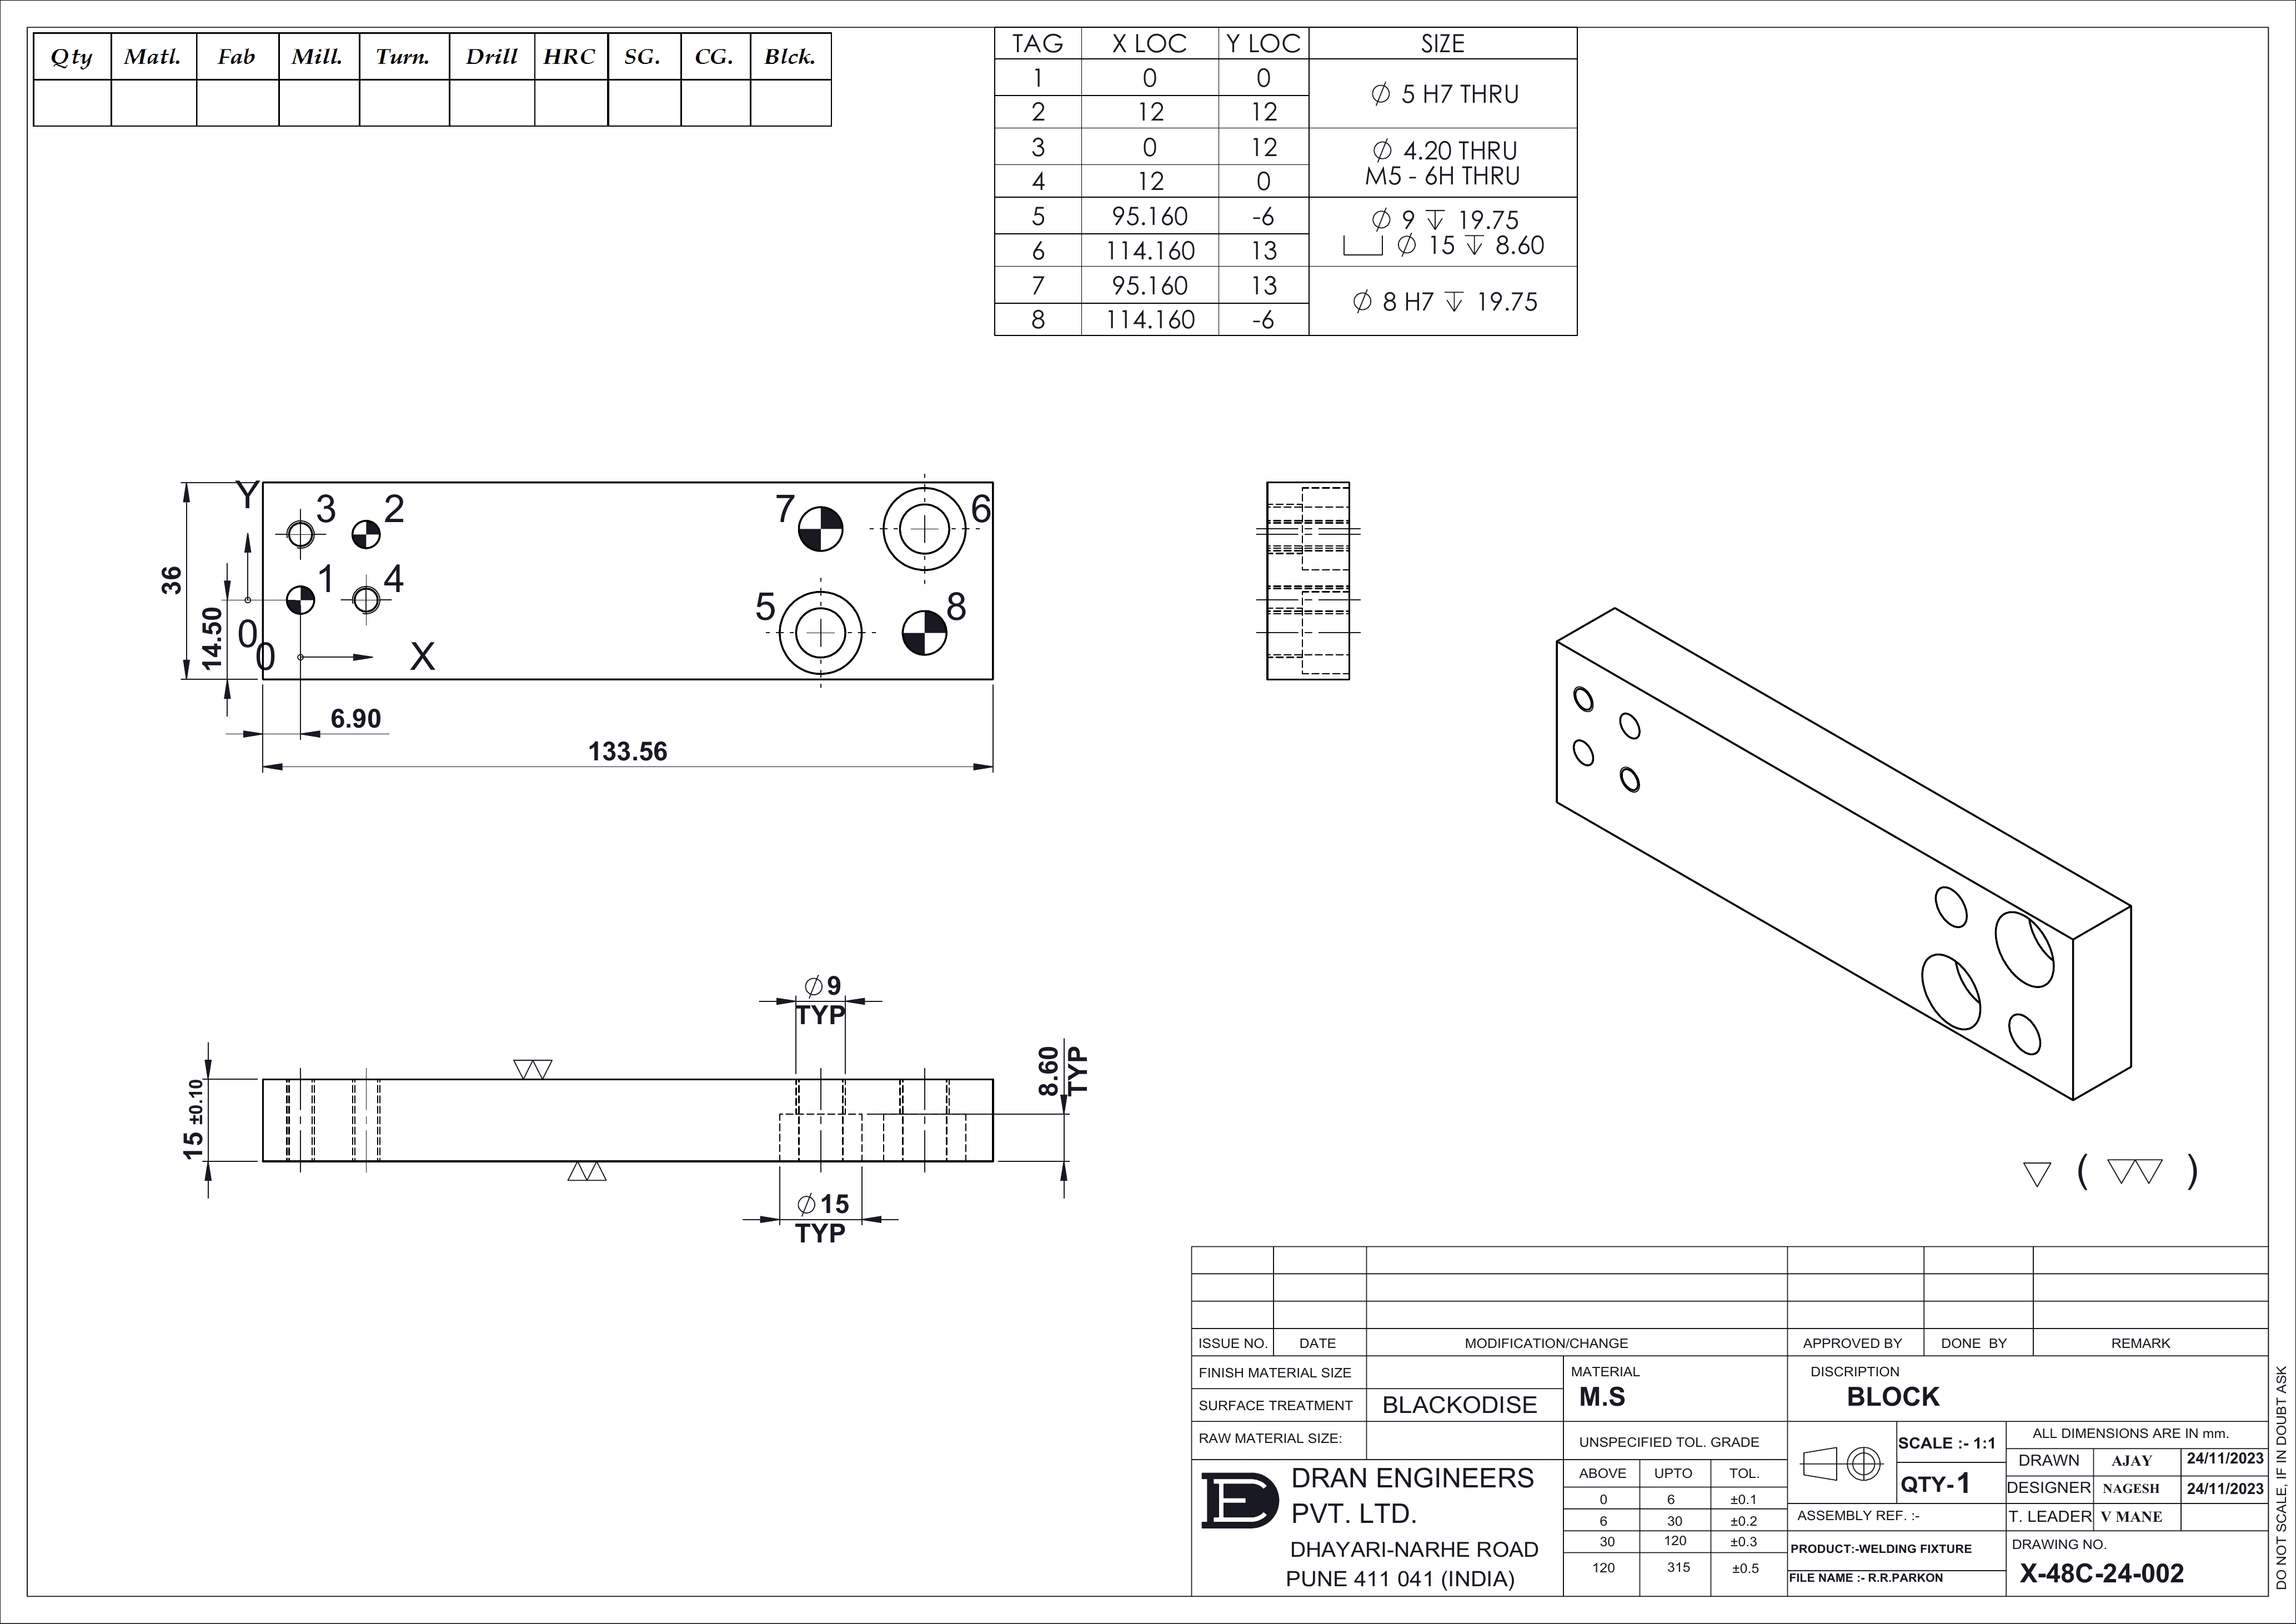 Qty Matl. Fab Mill. Turn. Drill HRC SG. CG. Blck.
TAG X LOC Y LOC SIZE
1 0 0 ∅ 5 H7 THRU
2 12 12
3 0 12 ∅ 4.20 THRU
M5 - 6H THRU
4 12 0
5 95.160 -6 ∅ 9 ↧ 19.75
⌴ ∅ 15 ↧ 8.60
6 114.160 13
7 95.160 13 ∅ 8 H7 ↧ 19.75
8 114.160 -6
Y
3 2 7 6
1 4 5 8
0
0 X
36
14.50
6.90
133.56
∅9
TYP
8.60
TYP
15 ±0.10
∅15
TYP
( )
ISSUE NO. DATE MODIFICATION/CHANGE APPROVED BY DONE BY REMARK
FINISH MATERIAL SIZE
SURFACE TREATMENT BLACKODISE
RAW MATERIAL SIZE:
MATERIAL
M.S
DISCRIPTION
BLOCK
UNSPECIFIED TOL. GRADE
ABOVE UPTO TOL.
0 6 ±0.1
6 30 ±0.2
30 120 ±0.3
120 315 ±0.5
DRAN ENGINEERS
PVT. LTD.
DHAYARI-NARHE ROAD
PUNE 411 041 (INDIA)
SCALE :- 1:1
QTY-1
ALL DIMENSIONS ARE IN mm.
DRAWN AJAY 24/11/2023
DESIGNER NAGESH 24/11/2023
T. LEADER V MANE
ASSEMBLY REF. :-
PRODUCT:-WELDING FIXTURE
FILE NAME :- R.R.PARKON
DRAWING NO.
X-48C-24-002
DO NOT SCALE, IF IN DOUBT ASK